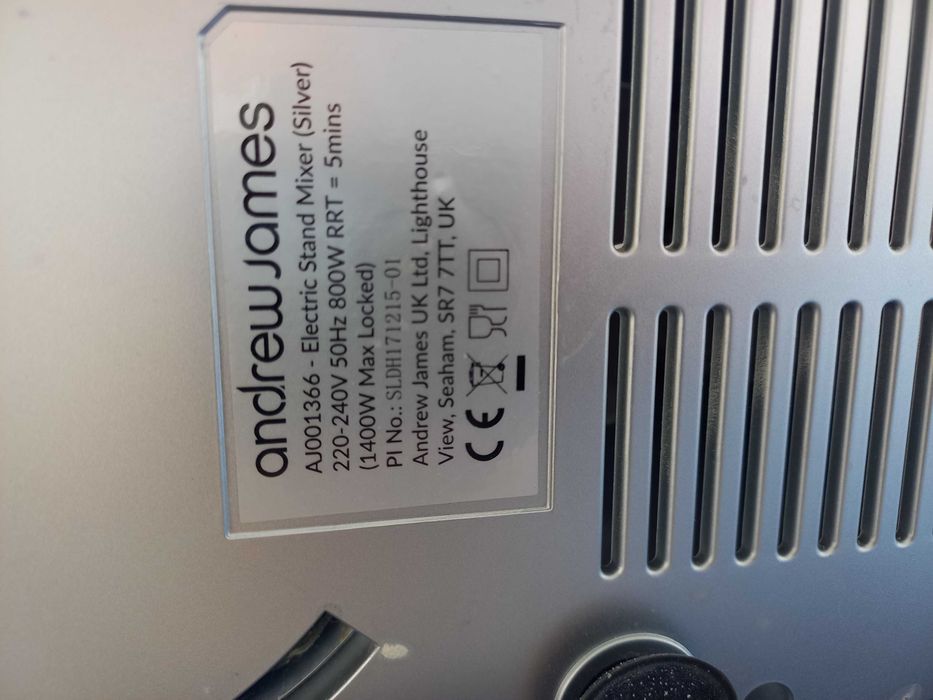 andrew james
AJ001366 - Electric Stand Mixer (Silver)
220-240V 50Hz 800W RRT = 5mins
(1400W Max Locked)
PI No.: SLDH171215-01
Andrew James UK Ltd, Lighthouse
View, Seaham, SR7 7TT, UK
CE